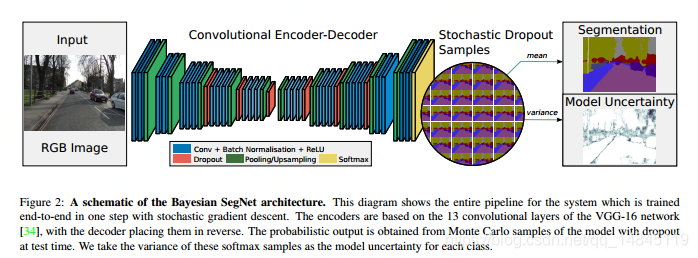 Input
Convolutional Encoder-Decoder
Stochastic Dropout
Samples
Segmentation
mean
Model Uncertainty
variance
RGB Image
Conv + Batch Normalisation + ReLU
Dropout
Pooling/Upsampling
Softmax
Figure 2: A schematic of the Bayesian SegNet architecture. This diagram shows the entire pipeline for the system which is trained
end-to-end in one step with stochastic gradient descent. The encoders are based on the 13 convolutional layers of the VGG-16 network
[34], with the decoder placing them in reverse. The probabilistic output is obtained from Monte Carlo samples of the model with dropout
at test time. We take the variance of these softmax samples as the model uncertainty for each class.